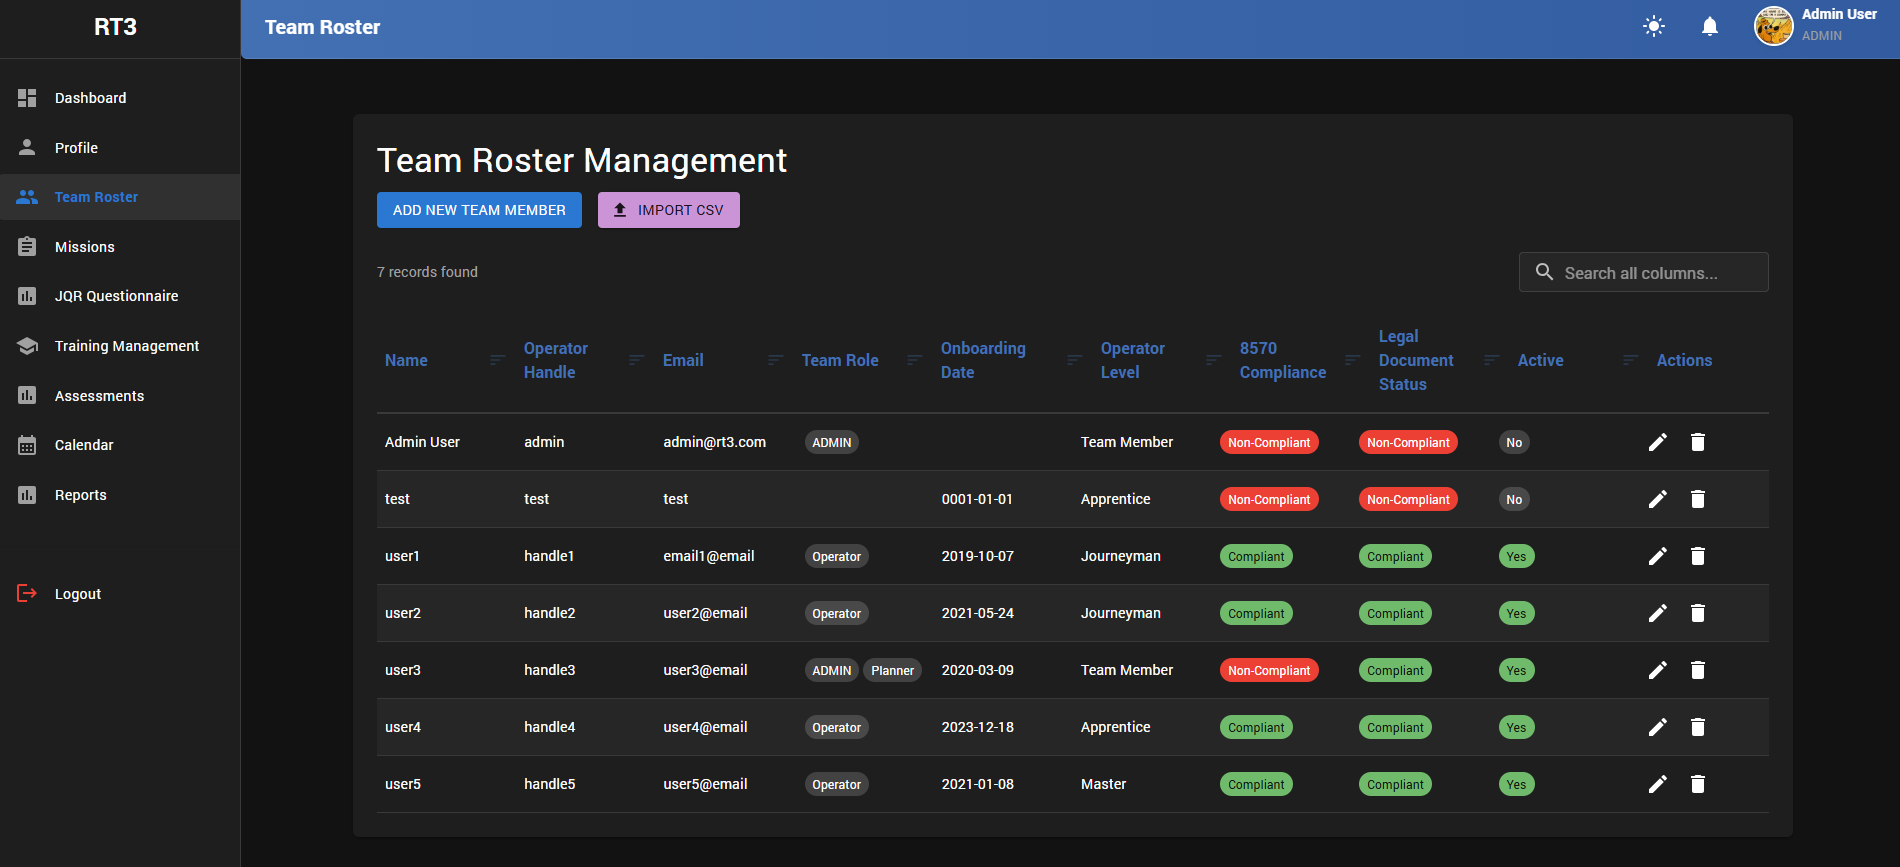 RT3
Team Roster
Admin User
ADMIN
Dashboard
Profile
Team Roster
Missions
JQR Questionnaire
Training Management
Assessments
Calendar
Reports
Logout
Team Roster Management
ADD NEW TEAM MEMBER
IMPORT CSV
7 records found
Search all columns...
Name Operator Handle Email Team Role Onboarding Date Operator Level 8570 Compliance Legal Document Status Active Actions
Admin User admin admin@rt3.com ADMIN Team Member Non-Compliant Non-Compliant No
test test test 0001-01-01 Apprentice Non-Compliant Non-Compliant No
user1 handle1 email1@email Operator 2019-10-07 Journeyman Compliant Compliant Yes
user2 handle2 user2@email Operator 2021-05-24 Journeyman Compliant Compliant Yes
user3 handle3 user3@email ADMIN Planner 2020-03-09 Team Member Non-Compliant Compliant Yes
user4 handle4 user4@email Operator 2023-12-18 Apprentice Compliant Compliant Yes
user5 handle5 user5@email Operator 2021-01-08 Master Compliant Compliant Yes